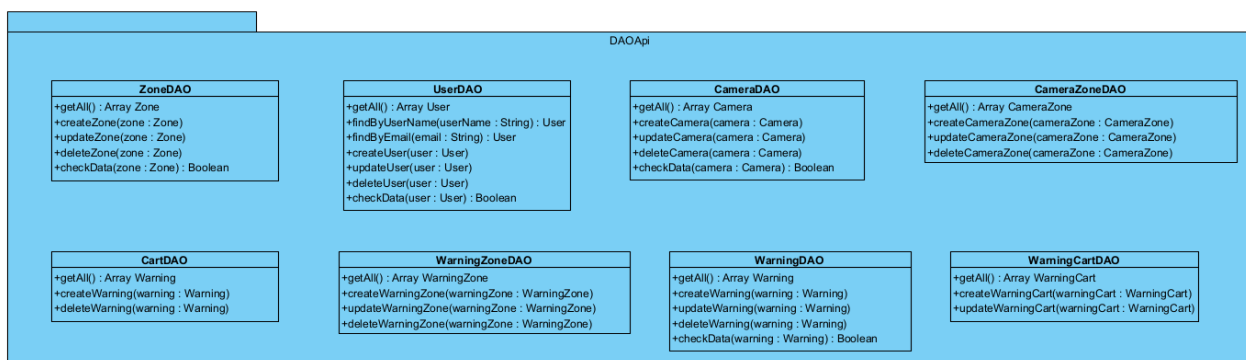 DAOApi
ZoneDAO
+getAll() : Array Zone
+createZone(zone : Zone)
+updateZone(zone : Zone)
+deleteZone(zone : Zone)
+checkData(zone : Zone) : Boolean
UserDAO
+getAll() : Array User
+findByUserName(userName : String) : User
+findByEmail(email : String) : User
+createUser(user : User)
+updateUser(user : User)
+deleteUser(user : User)
+checkData(user : User) : Boolean
CameraDAO
+getAll() : Array Camera
+createCamera(camera : Camera)
+updateCamera(camera : Camera)
+deleteCamera(camera : Camera)
+checkData(camera : Camera) : Boolean
CameraZoneDAO
+getAll() : Array CameraZone
+createCameraZone(cameraZone : CameraZone)
+updateCameraZone(cameraZone : CameraZone)
+deleteCameraZone(cameraZone : CameraZone)
CartDAO
+getAll() : Array Warning
+createWarning(warning : Warning)
+deleteWarning(warning : Warning)
WarningZoneDAO
+getAll() : Array WarningZone
+createWarningZone(warningZone : WarningZone)
+updateWarningZone(warningZone : WarningZone)
+deleteWarningZone(warningZone : WarningZone)
WarningDAO
+getAll() : Array Warning
+createWarning(warning : Warning)
+updateWarning(warning : Warning)
+deleteWarning(warning : Warning)
+checkData(warning : Warning) : Boolean
WarningCartDAO
+getAll() : Array WarningCart
+createWarningCart(warningCart : WarningCart)
+updateWarningCart(warningCart : WarningCart)